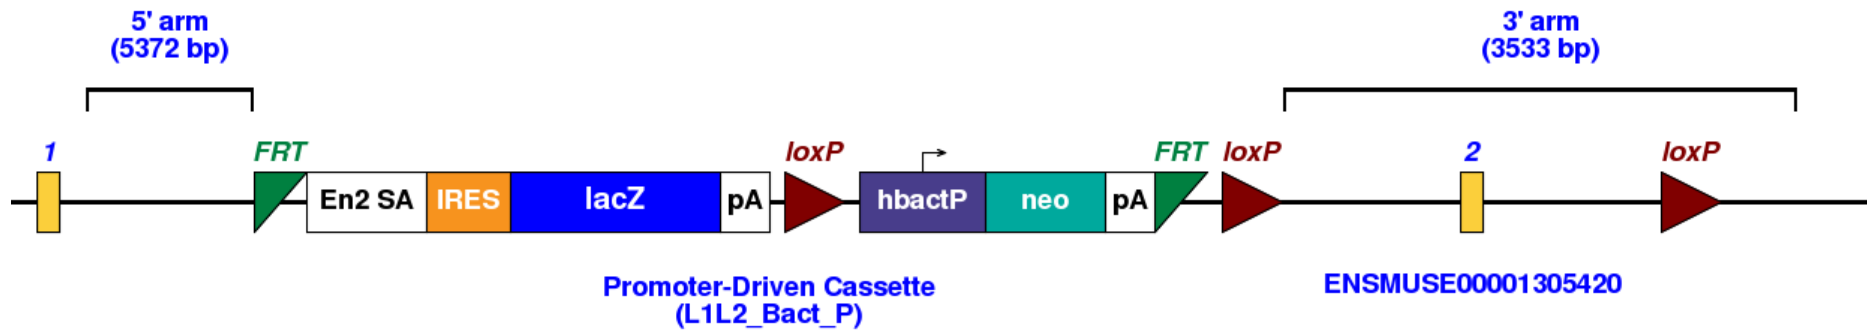 5' arm
(5372 bp)
3' arm
(3533 bp)
1
FRT
loxP
FRT
loxP
2
loxP
En2 SA
IRES
lacZ
pA
hbactP
neo
pA
Promoter-Driven Cassette
(L1L2_Bact_P)
ENSMUSE00001305420